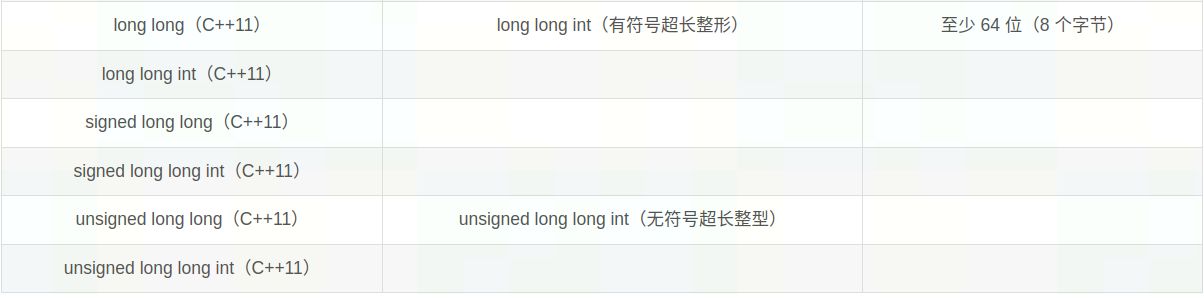 long long（C++11） long long int（有符号超长整形） 至少 64 位（8 个字节）
long long int（C++11）
signed long long（C++11）
signed long long int（C++11）
unsigned long long（C++11） unsigned long long int（无符号超长整型）
unsigned long long int（C++11）